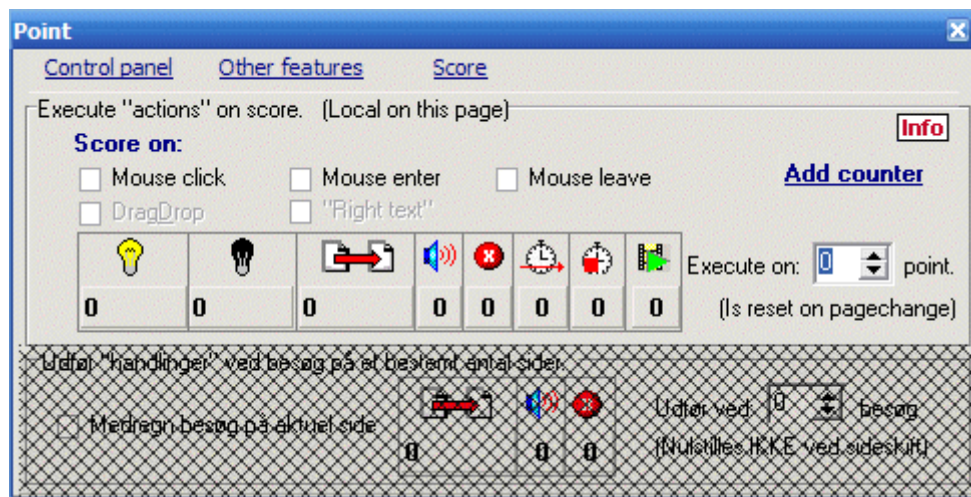 Point
Control panel Other features Score
Execute "actions" on score. (Local on this page)
Info
Score on:
Mouse click Mouse enter Mouse leave Add counter
DragDrop "Right text"
Execute on: 0 point.
0 0 0 0 0 0 0 0 (Is reset on pagechange)
Udfør "handlinger" ved besøg på et bestemt antal sider.
Udfør ved: 0 besøg
Medregn besøg på aktuel side
0 0 0 (Nulstilles IKKE ved sideskift)